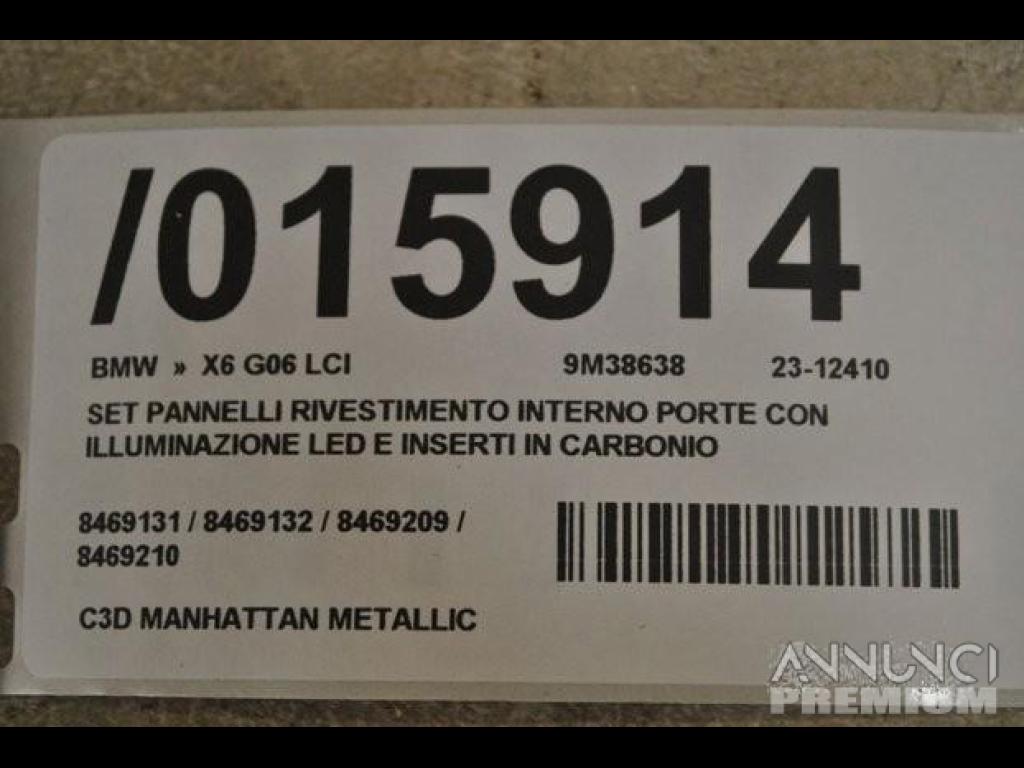 /015914
BMW » X6 G06 LCI 9M38638 23-12410
SET PANNELLI RIVESTIMENTO INTERNO PORTE CON
ILLUMINAZIONE LED E INSERTI IN CARBONIO
8469131 / 8469132 / 8469209 /
8469210
C3D MANHATTAN METALLIC
ANNUNCI
PREMIUM